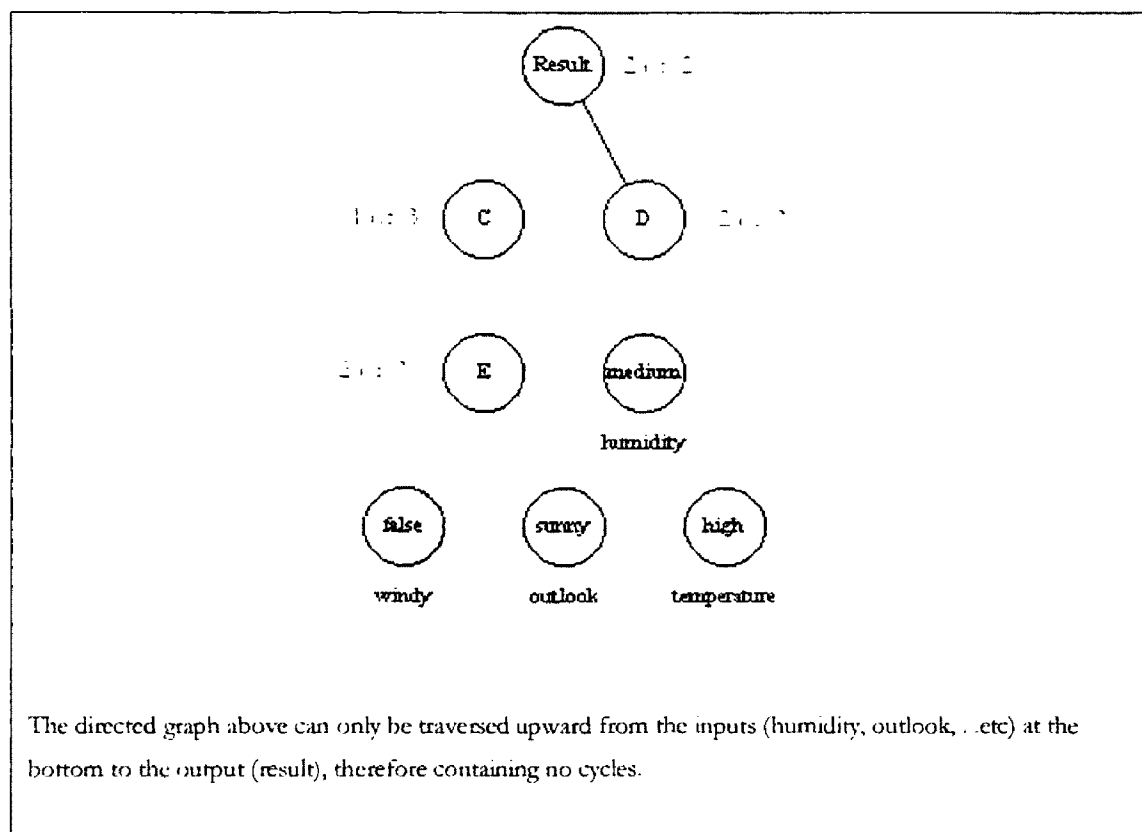 Result
C
D
E
medium
humidity
false
sunny
high
windy
outlook
temperature
The directed graph above can only be traversed upward from the inputs (humidity, outlook, ..etc) at the
bottom to the output (result), therefore containing no cycles.